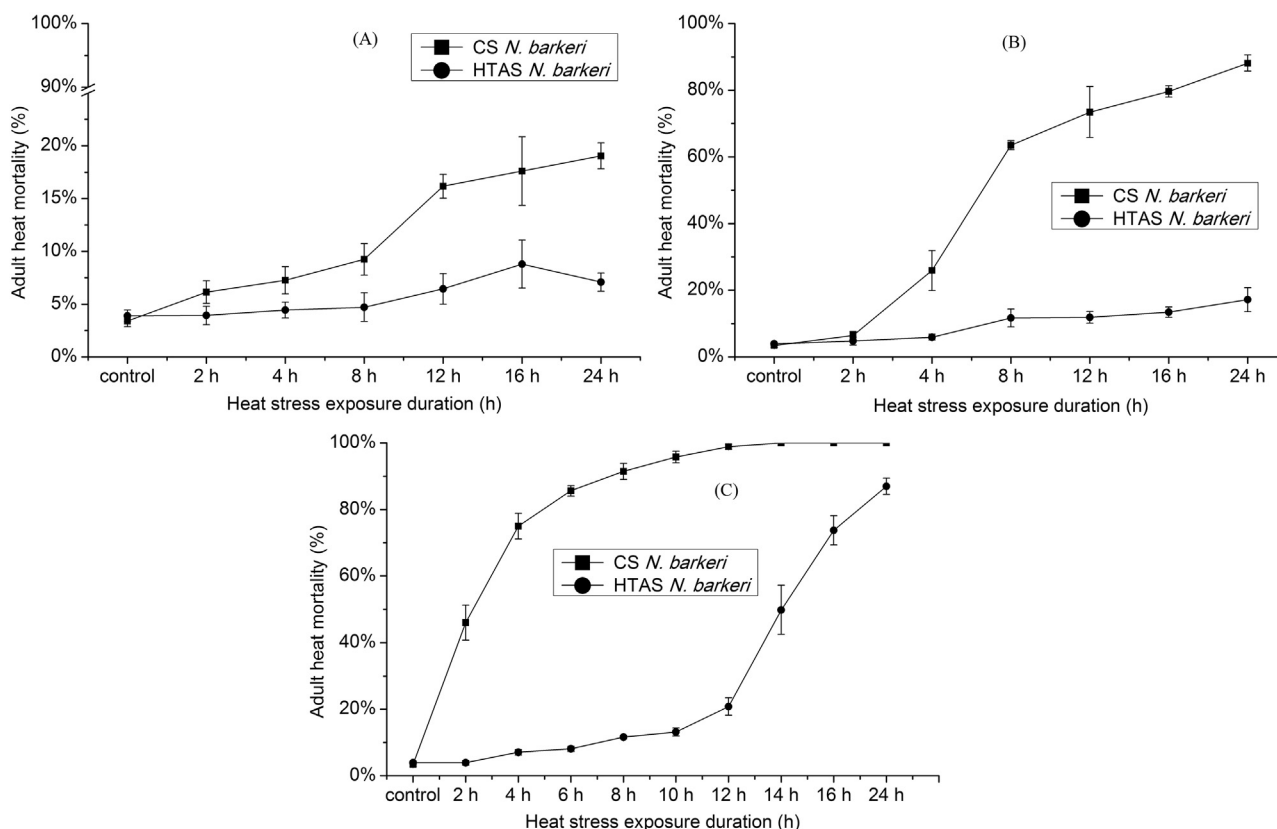 (A)
CS N. barkeri
HTAS N. barkeri
Adult heat mortality (%)
100%
90%
20%
15%
10%
5%
0%
control 2 h 4 h 8 h 12 h 16 h 24 h
Heat stress exposure duration (h)
(B)
CS N. barkeri
HTAS N. barkeri
Adult heat mortality (%)
100%
80%
60%
40%
20%
0%
control 2 h 4 h 8 h 12 h 16 h 24 h
Heat stress exposure duration (h)
(C)
CS N. barkeri
HTAS N. barkeri
Adult heat mortality (%)
100%
80%
60%
40%
20%
0%
control 2 h 4 h 6 h 8 h 10 h 12 h 14 h 16 h 24 h
Heat stress exposure duration (h)